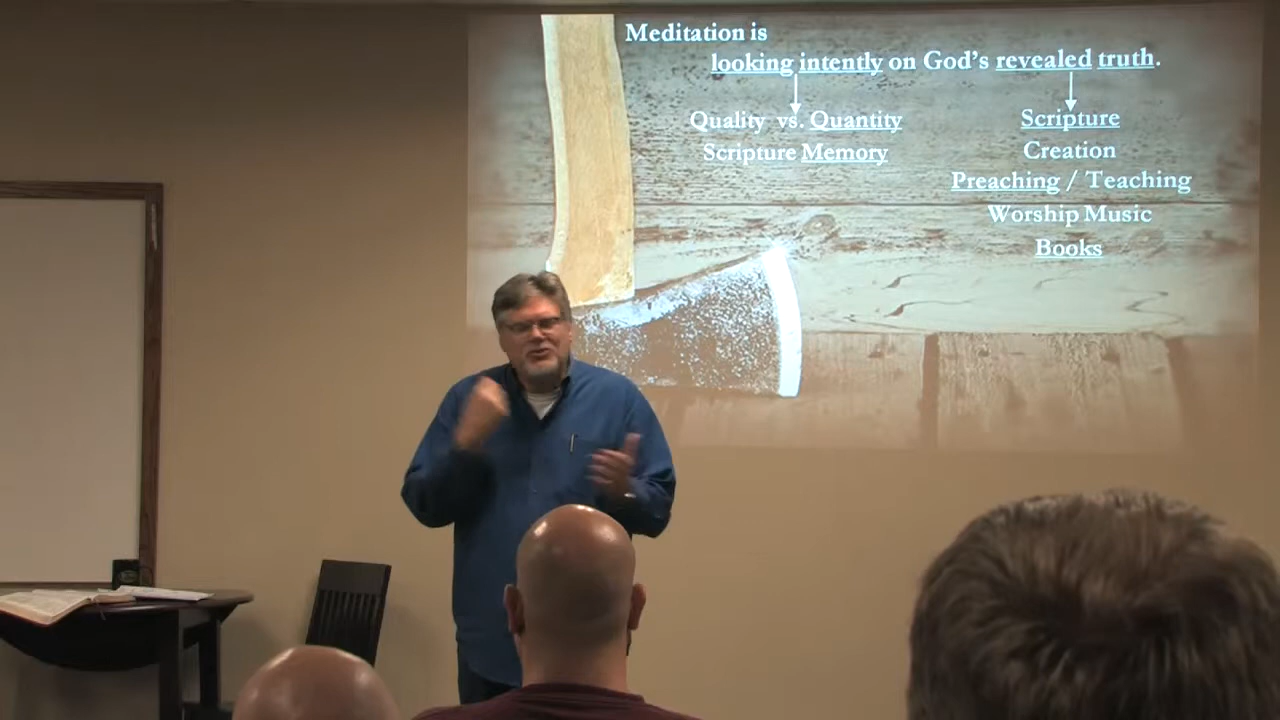 Meditation is
looking intently on God's revealed truth.
Quality vs. Quantity
Scripture Memory
Scripture
Creation
Preaching / Teaching
Worship Music
Books